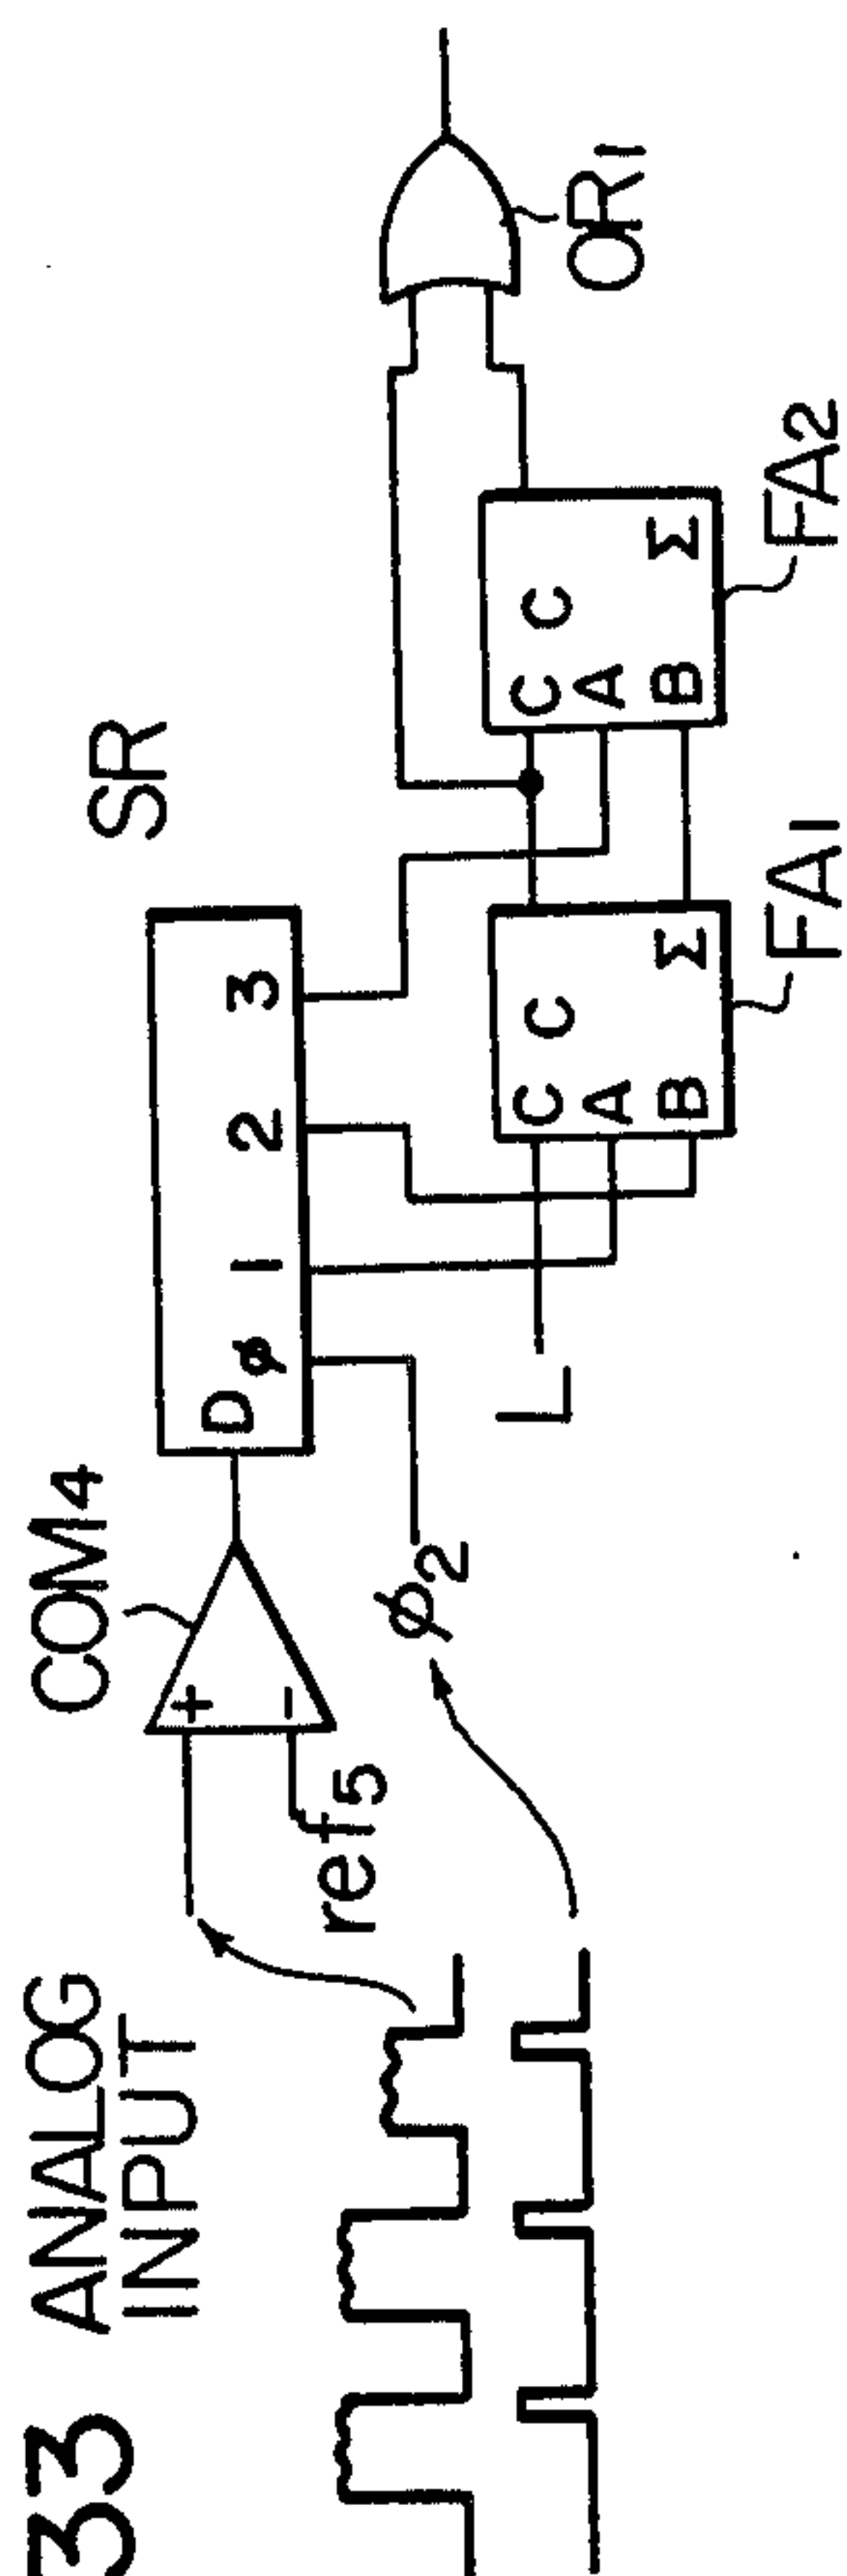 33 ANALOG
INPUT
COM4
SR
+
-
ref5
φ2
D φ 1 2 3
L
C C
A
B Σ
FA1
C C
A
B Σ
FA2
OR1